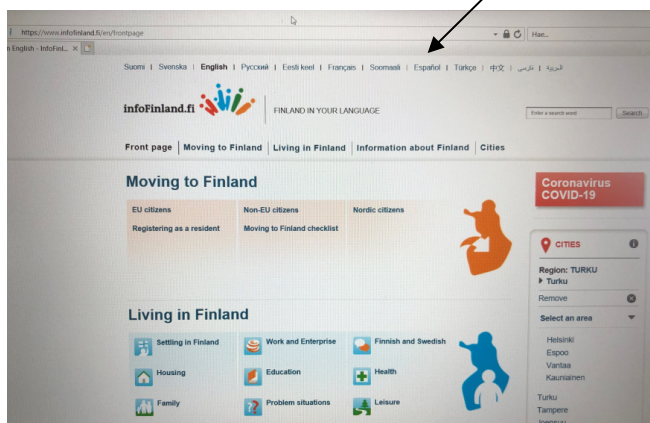 https://www.infofinland.fi/en/frontpage
Hae...
n English - InfoFinl...
Suomi | Svenska | English | Русский | Eesti keel | Français | Soomaali | Español | Türkçe | 中文 | فارسی | العربية
infoFinland.fi
FINLAND IN YOUR LANGUAGE
Enter a search word
Search
Front page | Moving to Finland | Living in Finland | Information about Finland | Cities
Moving to Finland
EU citizens
Non-EU citizens
Nordic citizens
Registering as a resident
Moving to Finland checklist
Coronavirus
COVID-19
CITIES
Region: TURKU
Turku
Remove
Select an area
Helsinki
Espoo
Vantaa
Kauniainen
Turku
Tampere
Living in Finland
Settling in Finland
Work and Enterprise
Finnish and Swedish
Housing
Education
Health
Family
Problem situations
Leisure